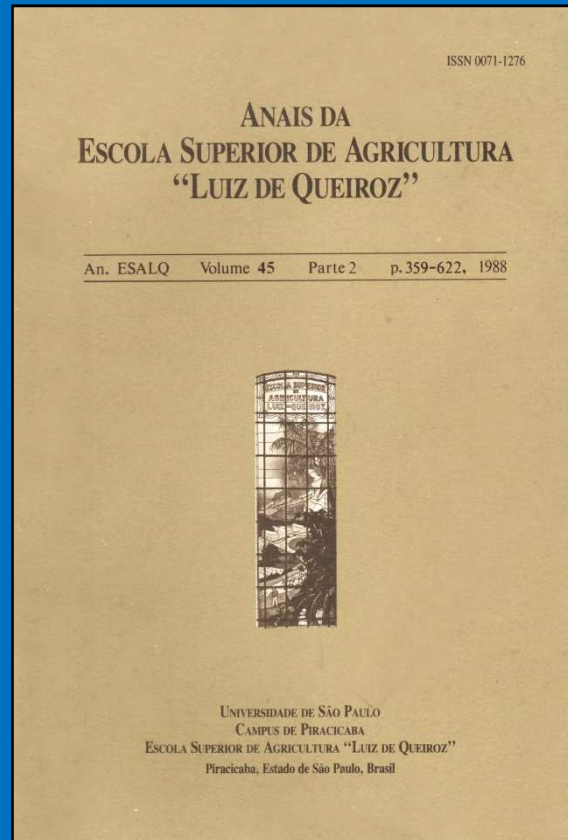 ISSN 0071-1276
ANAIS DA
ESCOLA SUPERIOR DE AGRICULTURA
“LUIZ DE QUEIROZ”
An. ESALQ Volume 45 Parte 2 p.359-622, 1988
ESCOLA SUPERIOR
DE
AGRICULTURA
LUIZ-QUEIROZ
UNIVERSIDADE DE SÃO PAULO
CAMPUS DE PIRACICABA
ESCOLA SUPERIOR DE AGRICULTURA “LUIZ DE QUEIROZ”
Piracicaba, Estado de São Paulo, Brasil